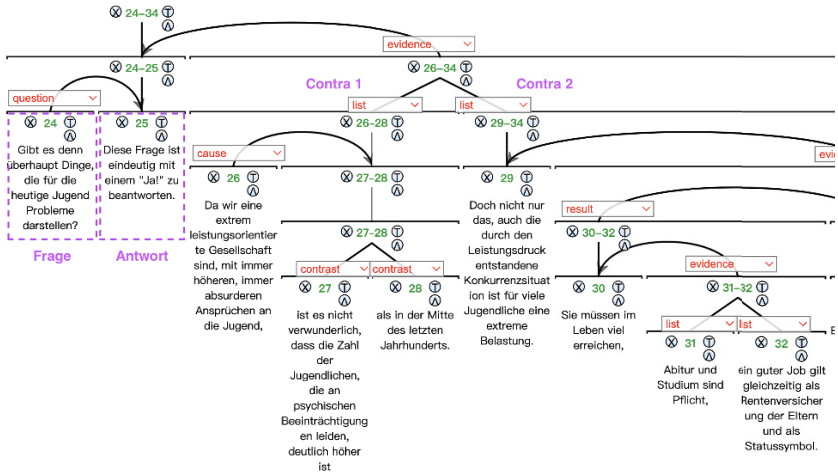 24-34
evidence
24-25
26-34
Contra 1
Contra 2
question
list
list
24
25
26-28
29-34
cause
evid
26
27-28
29
result
27-28
30-32
evidence
contrast
contrast
27
28
30
31-32
list
list
31
32
Gibt es denn
überhaupt Dinge,
die für die
heutige Jugend
Probleme
darstellen?
Diese Frage ist
eindeutig mit
einem "Ja!" zu
beantworten.
Frage
Antwort
Da wir eine
extrem
leistungsorientier
te Gesellschaft
sind, mit immer
höheren, immer
absurderen
Ansprüchen an
die Jugend,
ist es nicht
verwunderlich,
dass die Zahl
der
Jugendlichen,
die an
psychischen
Beeinträchtigung
en leiden,
deutlich höher
ist
als in der Mitte
des letzten
Jahrhunderts.
Doch nicht nur
das, auch die
durch den
Leistungsdruck
entstandene
Konkurrenzsituat
ion ist für viele
Jugendliche eine
extreme
Belastung.
Sie müssen im
Leben viel
erreichen,
Abitur und
Studium sind
Pflicht,
ein guter Job gilt
gleichzeitig als
Rentenversicher
ung der Eltern
und als
Statussymbol.